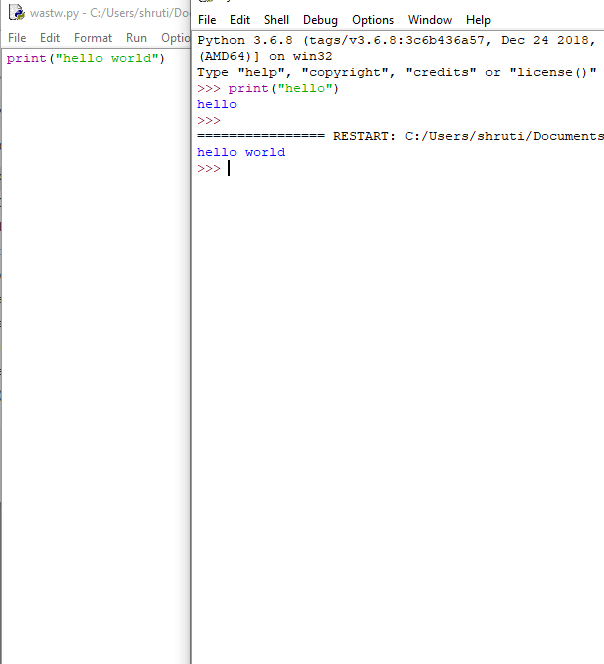 wastw.py - C:/Users/shruti/Do
File Edit Format Run Optio
print("hello world")
File Edit Shell Debug Options Window Help
Python 3.6.8 (tags/v3.6.8:3c6b436a57, Dec 24 2018,
(AMD64)] on win32
Type "help", "copyright", "credits" or "license()"
>>> print("hello")
hello
>>>
================ RESTART: C:/Users/shruti/Documents
hello world
>>>